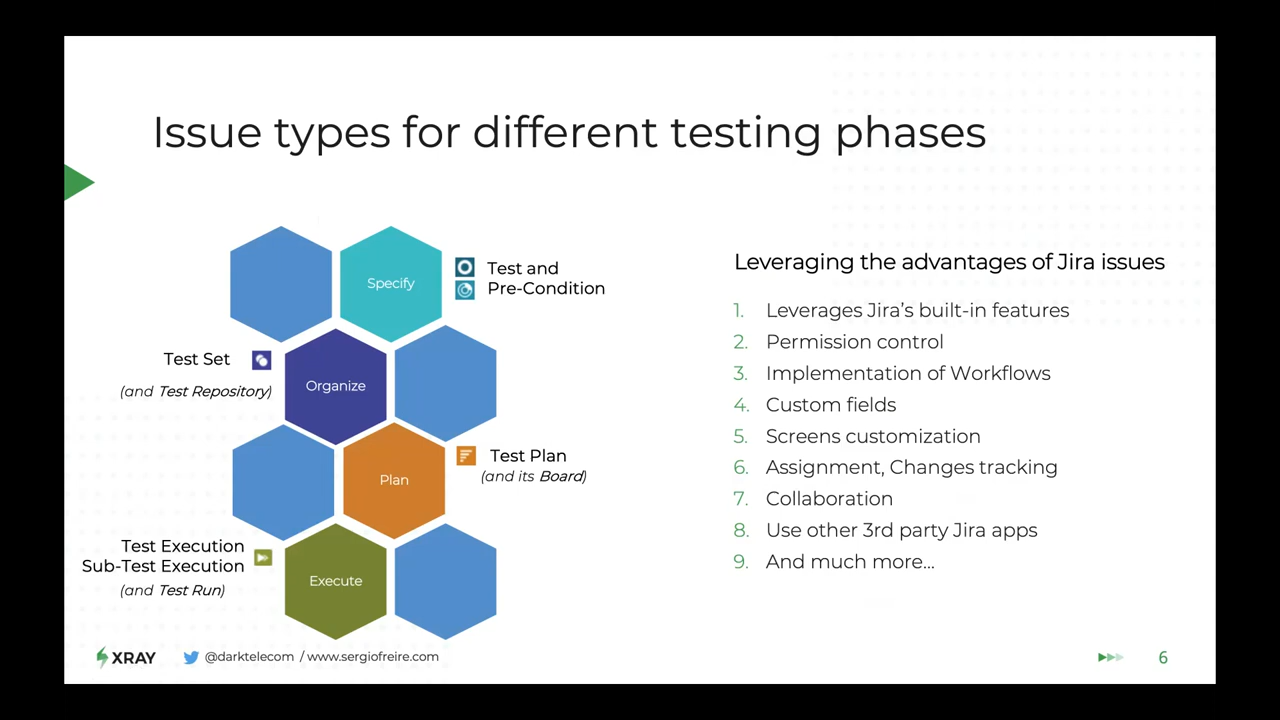 Issue types for different testing phases
Specify
Test and
Pre-Condition
Test Set
(and Test Repository)
Organize
Plan
Test Plan
(and its Board)
Test Execution
Sub-Test Execution
(and Test Run)
Execute
Leveraging the advantages of Jira issues
1. Leverages Jira’s built-in features
2. Permission control
3. Implementation of Workflows
4. Custom fields
5. Screens customization
6. Assignment, Changes tracking
7. Collaboration
8. Use other 3rd party Jira apps
9. And much more...
XRAY
@darktelecom / www.sergiofreire.com
6